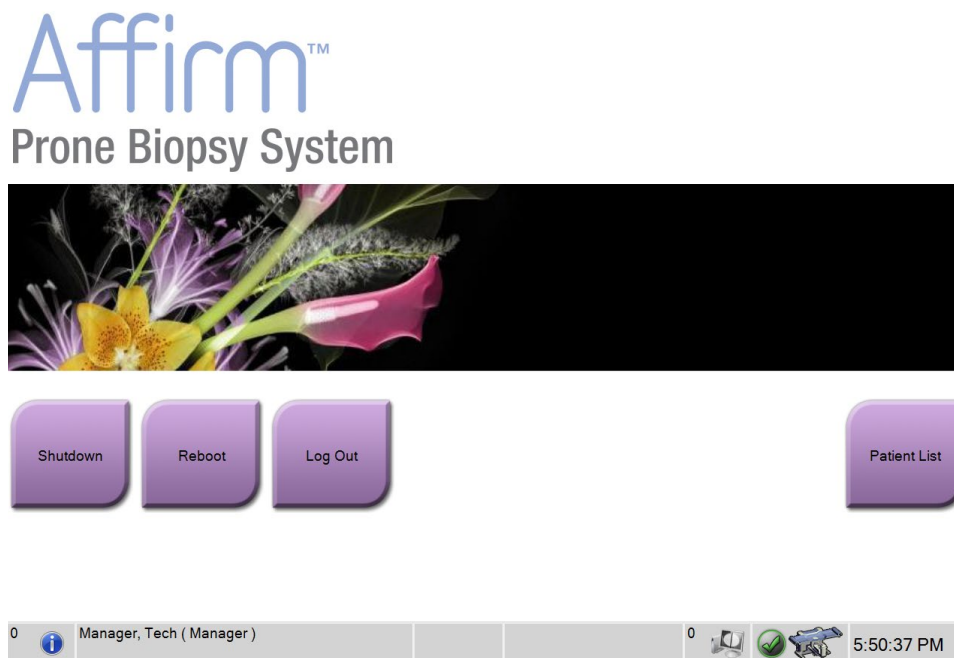 Affirm™
Prone Biopsy System
Shutdown
Reboot
Log Out
Patient List
0
Manager, Tech ( Manager )
0
5:50:37 PM